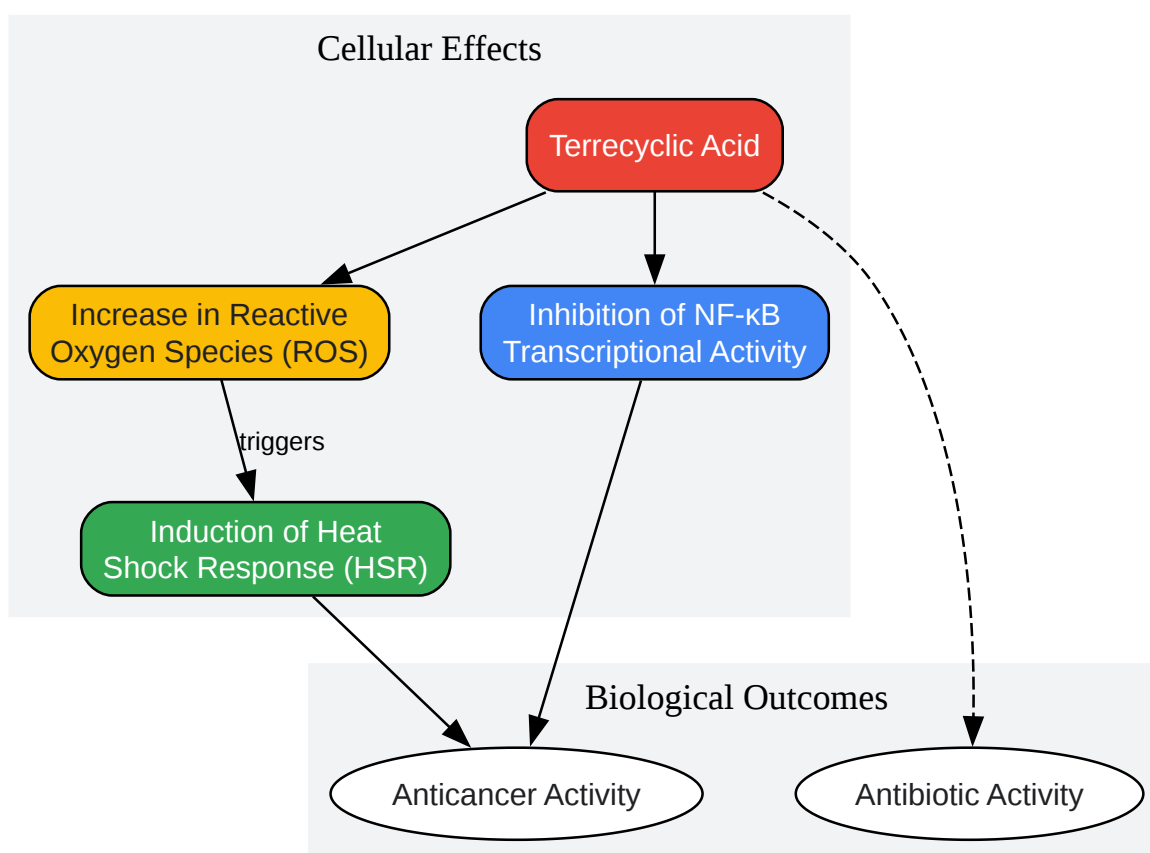 Cellular Effects
Terrecyclic Acid
Increase in Reactive
Oxygen Species (ROS)
Inhibition of NF-κB
Transcriptional Activity
triggers
Induction of Heat
Shock Response (HSR)
Biological Outcomes
Anticancer Activity
Antibiotic Activity